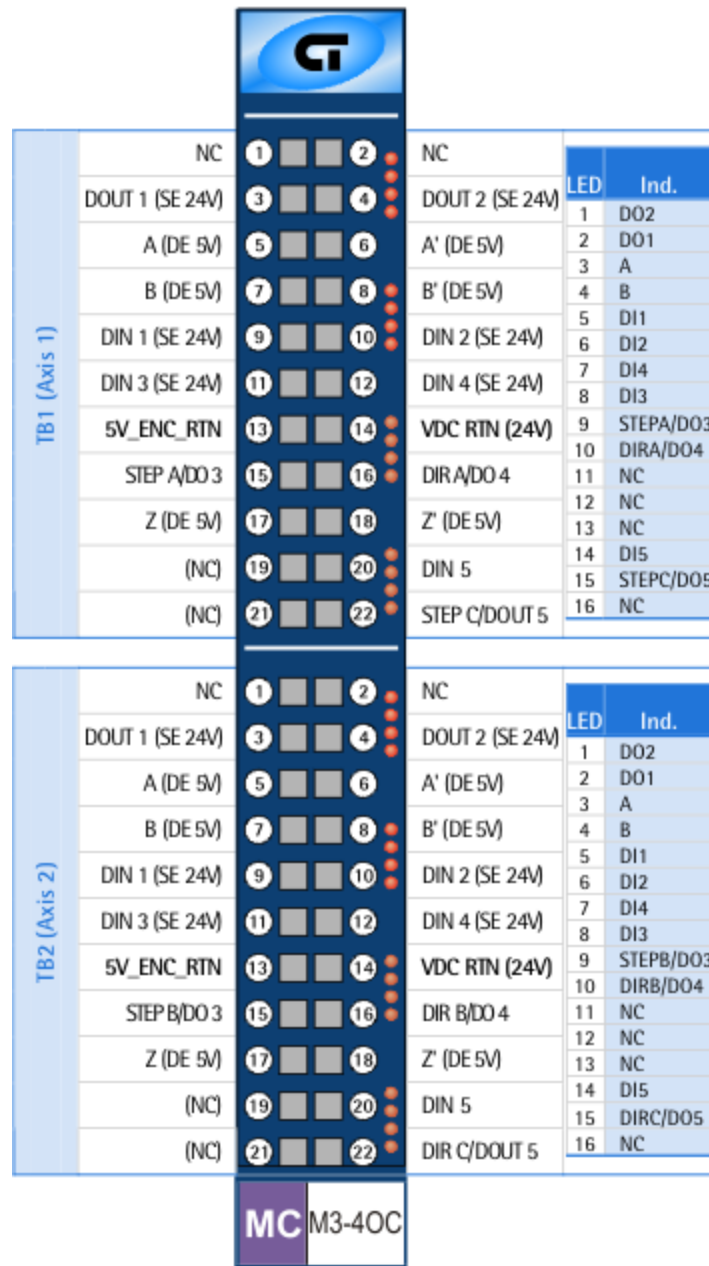 CT
TB1 (Axis 1)
NC 1 2 NC
DOUT 1 (SE 24V) 3 4 DOUT 2 (SE 24V)
A (DE 5V) 5 6 A' (DE 5V)
B (DE 5V) 7 8 B' (DE 5V)
DIN 1 (SE 24V) 9 10 DIN 2 (SE 24V)
DIN 3 (SE 24V) 11 12 DIN 4 (SE 24V)
5V_ENC_RTN 13 14 VDC RTN (24V)
STEP A/DO 3 15 16 DIR A/DO 4
Z (DE 5V) 17 18 Z' (DE 5V)
(NC) 19 20 DIN 5
(NC) 21 22 STEP C/DOUT 5
LED Ind.
1 DO2
2 DO1
3 A
4 B
5 DI1
6 DI2
7 DI4
8 DI3
9 STEPA/DO3
10 DIRA/DO4
11 NC
12 NC
13 NC
14 DI5
15 STEPC/DO5
16 NC
TB2 (Axis 2)
NC 1 2 NC
DOUT 1 (SE 24V) 3 4 DOUT 2 (SE 24V)
A (DE 5V) 5 6 A' (DE 5V)
B (DE 5V) 7 8 B' (DE 5V)
DIN 1 (SE 24V) 9 10 DIN 2 (SE 24V)
DIN 3 (SE 24V) 11 12 DIN 4 (SE 24V)
5V_ENC_RTN 13 14 VDC RTN (24V)
STEP B/DO 3 15 16 DIR B/DO 4
Z (DE 5V) 17 18 Z' (DE 5V)
(NC) 19 20 DIN 5
(NC) 21 22 DIR C/DOUT 5
LED Ind.
1 DO2
2 DO1
3 A
4 B
5 DI1
6 DI2
7 DI4
8 DI3
9 STEPB/DO3
10 DIRB/DO4
11 NC
12 NC
13 NC
14 DI5
15 DIRC/DO5
16 NC
MC M3-4OC